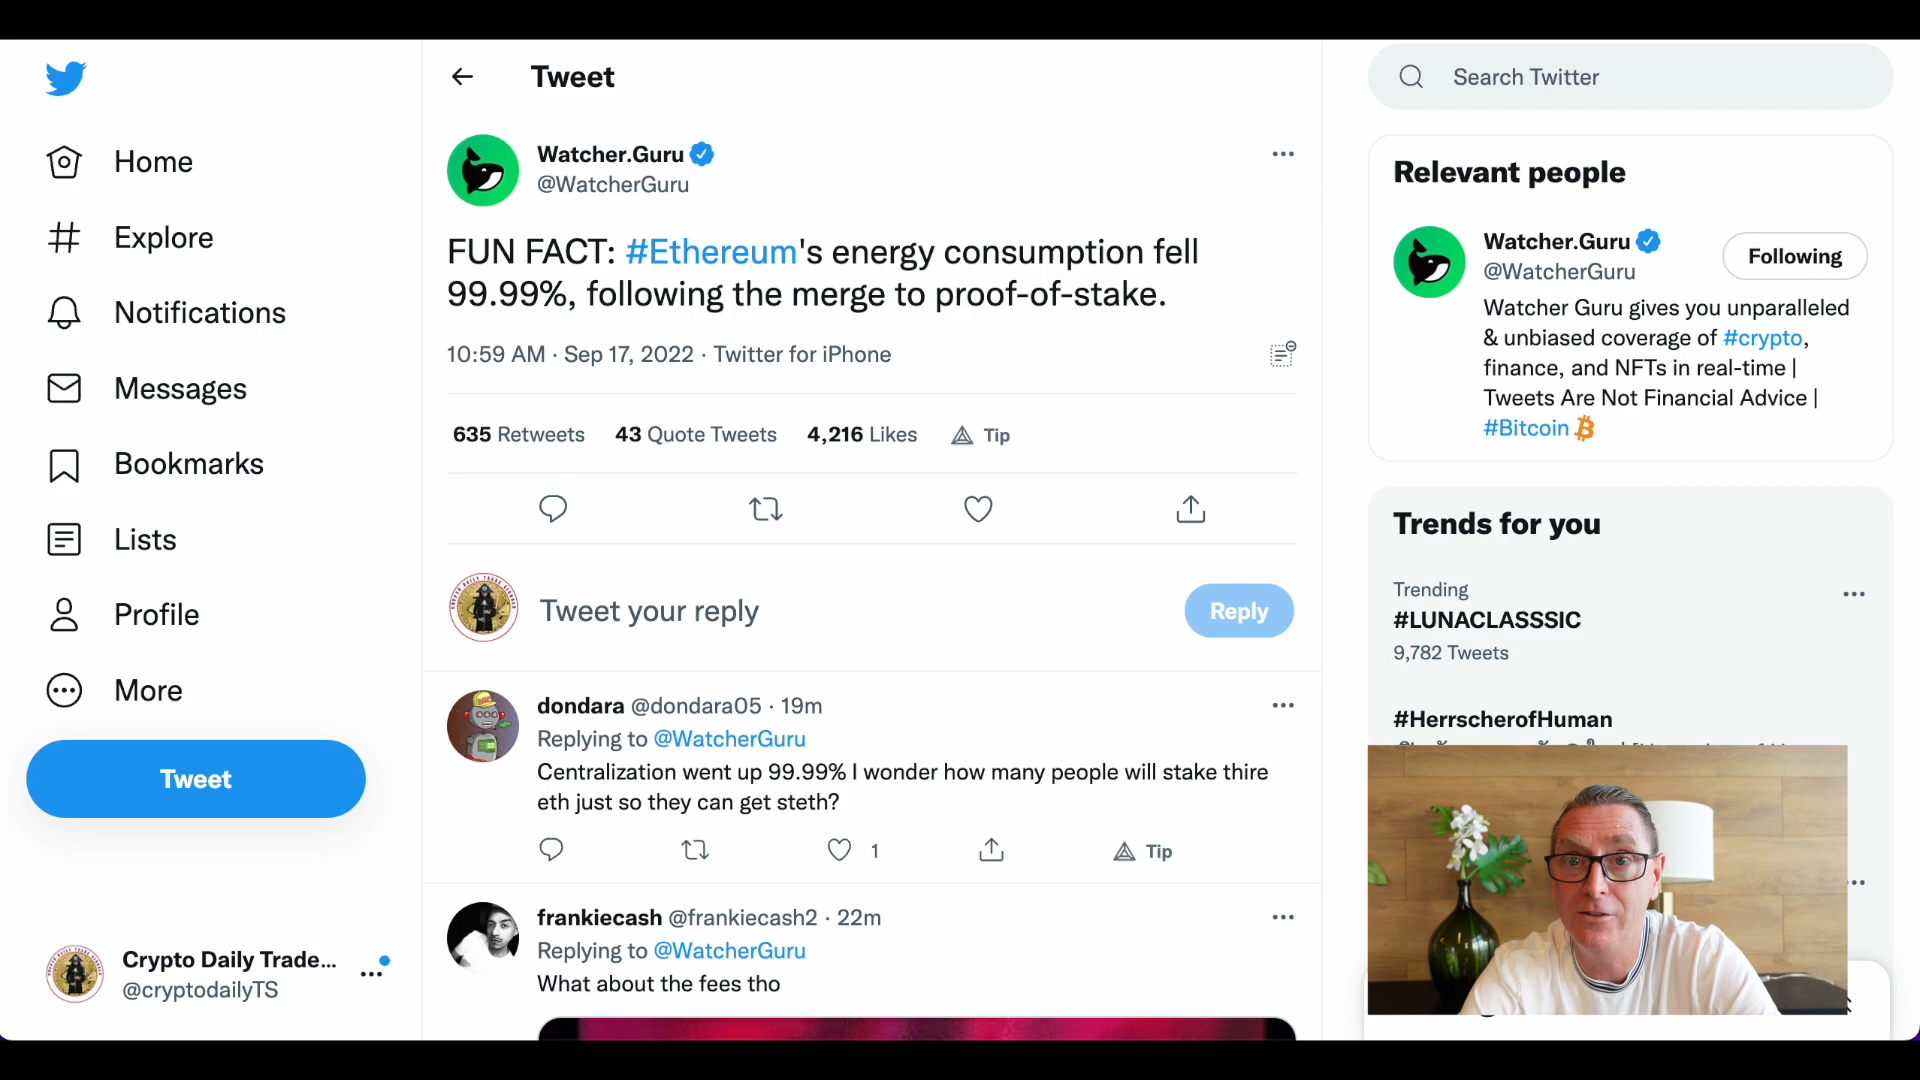 Home
Explore
Notifications
Messages
Bookmarks
Lists
Profile
More
Tweet
Crypto Daily Trade...
@cryptodailyTS
Tweet
Watcher.Guru
@WatcherGuru
FUN FACT: #Ethereum's energy consumption fell
99.99%, following the merge to proof-of-stake.
10:59 AM · Sep 17, 2022 · Twitter for iPhone
635 Retweets 43 Quote Tweets 4,216 Likes Tip
Tweet your reply
Reply
dondara @dondara05 · 19m
Replying to @WatcherGuru
Centralization went up 99.99% I wonder how many people will stake thire
eth just so they can get steth?
1 Tip
frankiecash @frankiecash2 · 22m
Replying to @WatcherGuru
What about the fees tho
Search Twitter
Relevant people
Watcher.Guru
@WatcherGuru
Following
Watcher Guru gives you unparalleled
& unbiased coverage of #crypto,
finance, and NFTs in real-time |
Tweets Are Not Financial Advice |
#Bitcoin
Trends for you
Trending
#LUNACLASSSIC
9,782 Tweets
#HerrscherofHuman